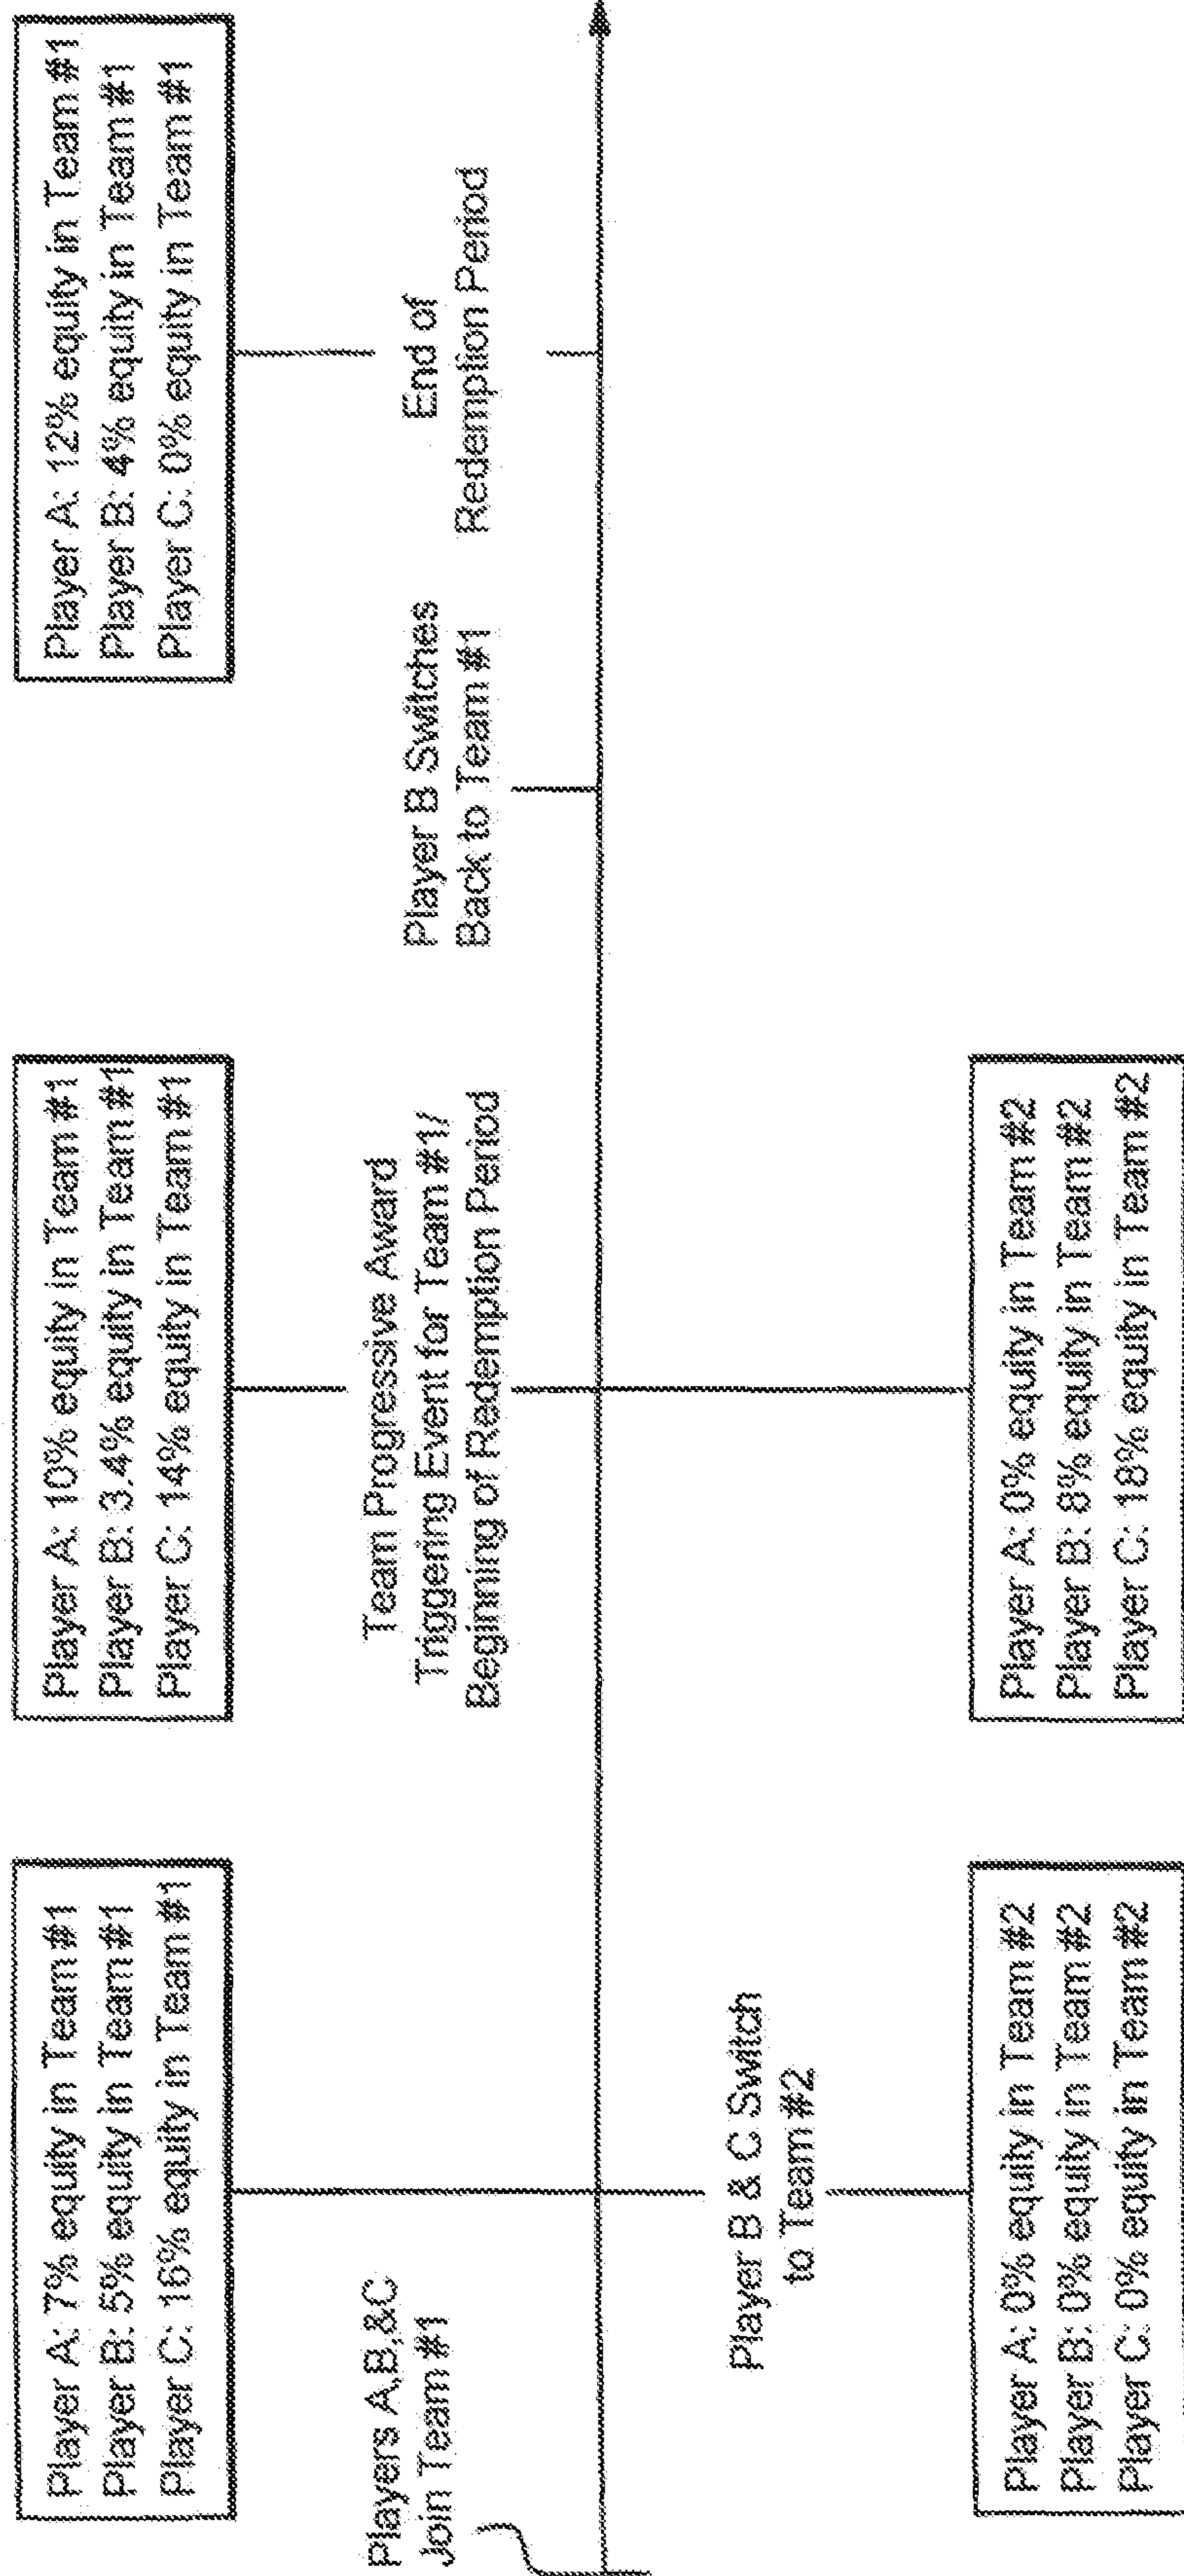 Player A: 7% equity in Team #1
Player B: 5% equity in Team #1
Player C: 16% equity in Team #1
Player A: 10% equity in Team #1
Player B: 3.4% equity in Team #1
Player C: 14% equity in Team #1
Player A: 12% equity in Team #1
Player B: 4% equity in Team #1
Player C: 0% equity in Team #1
Players A,B,&C
Join Team #1
Team Progressive Award
Triggering Event for Team #1/
Beginning of Redemption Period
Player B Switches
Back to Team #1
End of
Redemption Period
Player B & C Switch
to Team #2
Player A: 0% equity in Team #2
Player B: 0% equity in Team #2
Player C: 0% equity in Team #2
Player A: 0% equity in Team #2
Player B: 8% equity in Team #2
Player C: 18% equity in Team #2